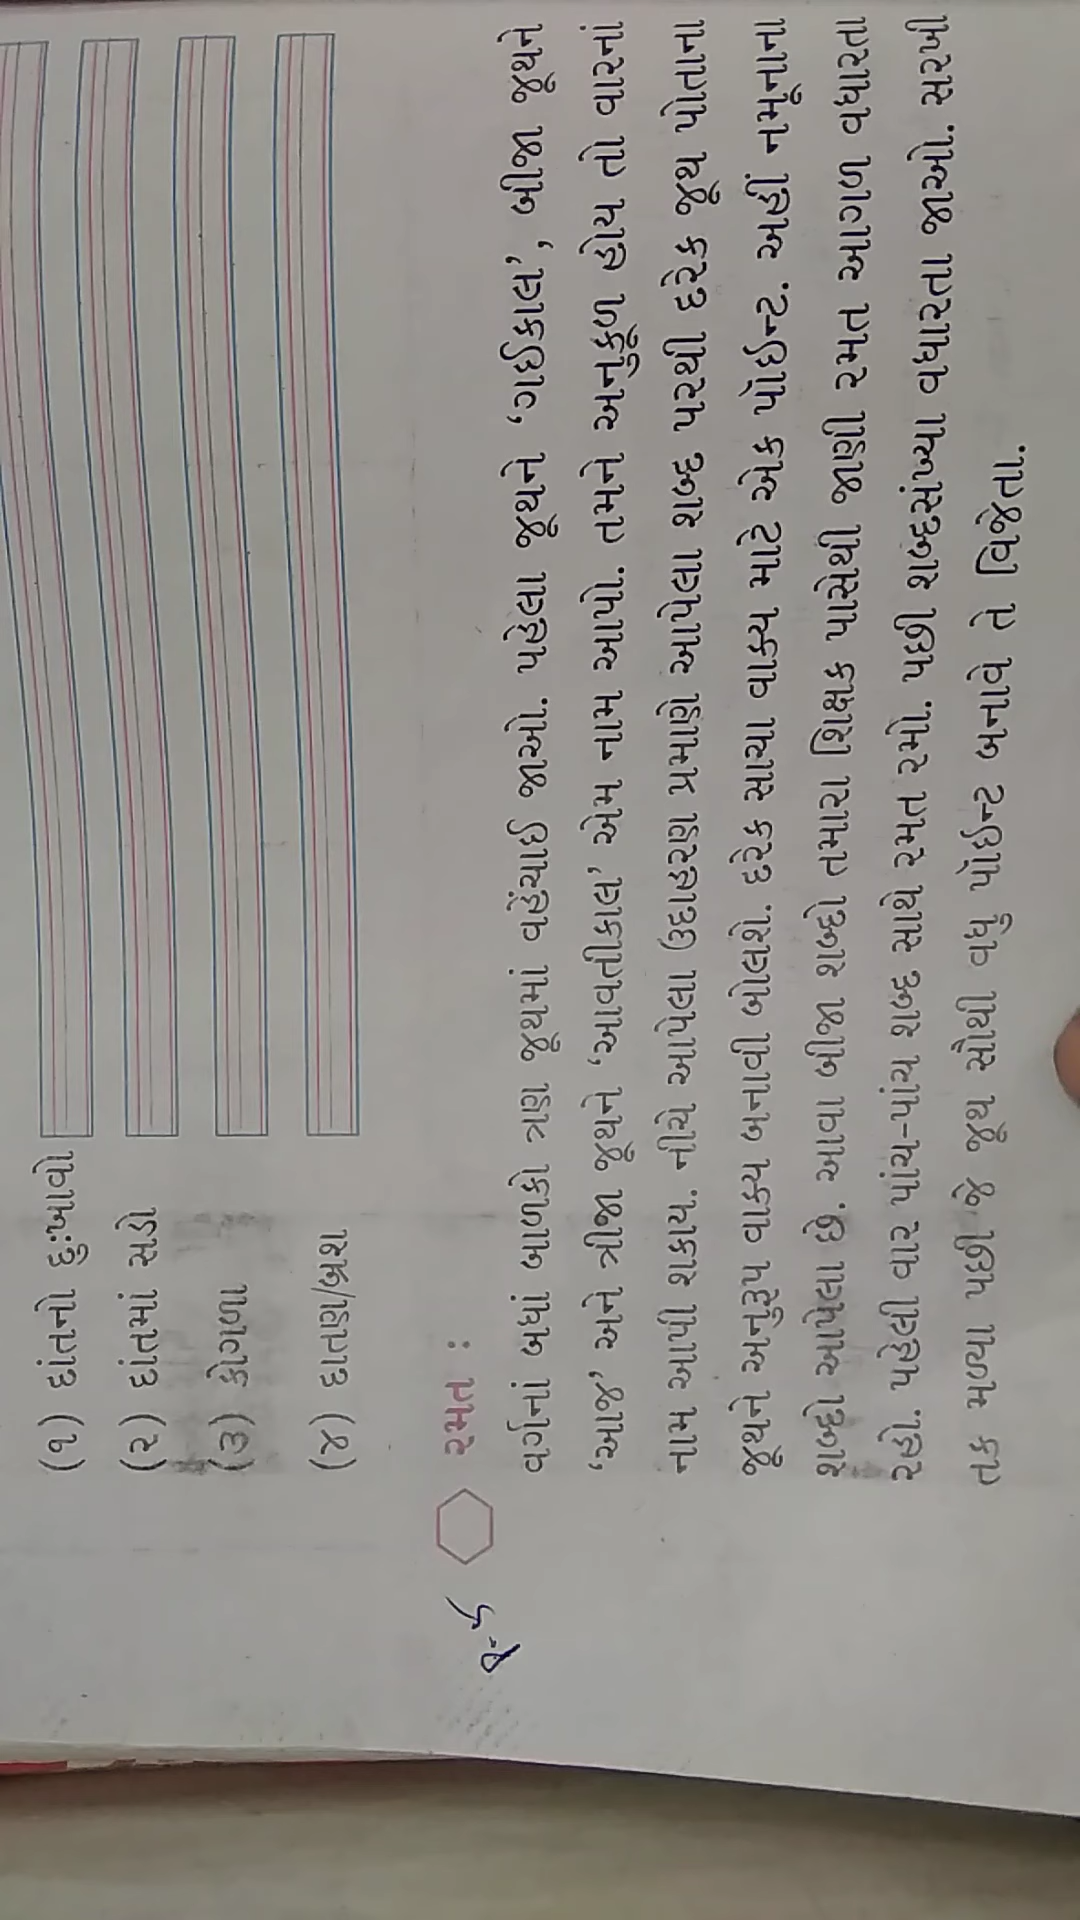 (૧) દાંતનો દુઃખાવો
(૨) દાંતમાં સડો
(૩) કોગળા
(૪) દાતણ/બ્રશ
રમત :
વર્ગનાં બધાં બાળકો ત્રણ જૂથમાં વહેંચાઈ જાઓ. પહેલા જૂથને ‘ગઈકાલ’, બીજા જૂથને
‘આજ’ અને ત્રીજા જૂથને ‘આવતીકાલ’ એમ નામ આપો. તમને અનુકૂળ હોય તો વારનાં
નામ આપી શકાય. નીચે આપેલા ઉદાહરણ પ્રમાણે આપેલા શબ્દ પરથી દરેક જૂથ પોતાના
જૂથને અનુરૂપ વાક્ય બનાવી બોલશે. દરેક સાચા વાક્ય માટે એક પોઇન્ટ. અહીં નમૂનાના
શબ્દો આપેલા છે. આવા બીજા શબ્દો તમારા શિક્ષક પાસેથી જાણી રમત આગળ વધારતા
રહો. પહેલી વાર પાંચ-પાંચ શબ્દ સાથે રમત રમો. પછી શબ્દસંખ્યા વધારતા જાઓ. સરખી
તક મળ્યા પછી જે જૂથ સૌથી વધુ પોઇન્ટ બનાવે તે વિજેતા.